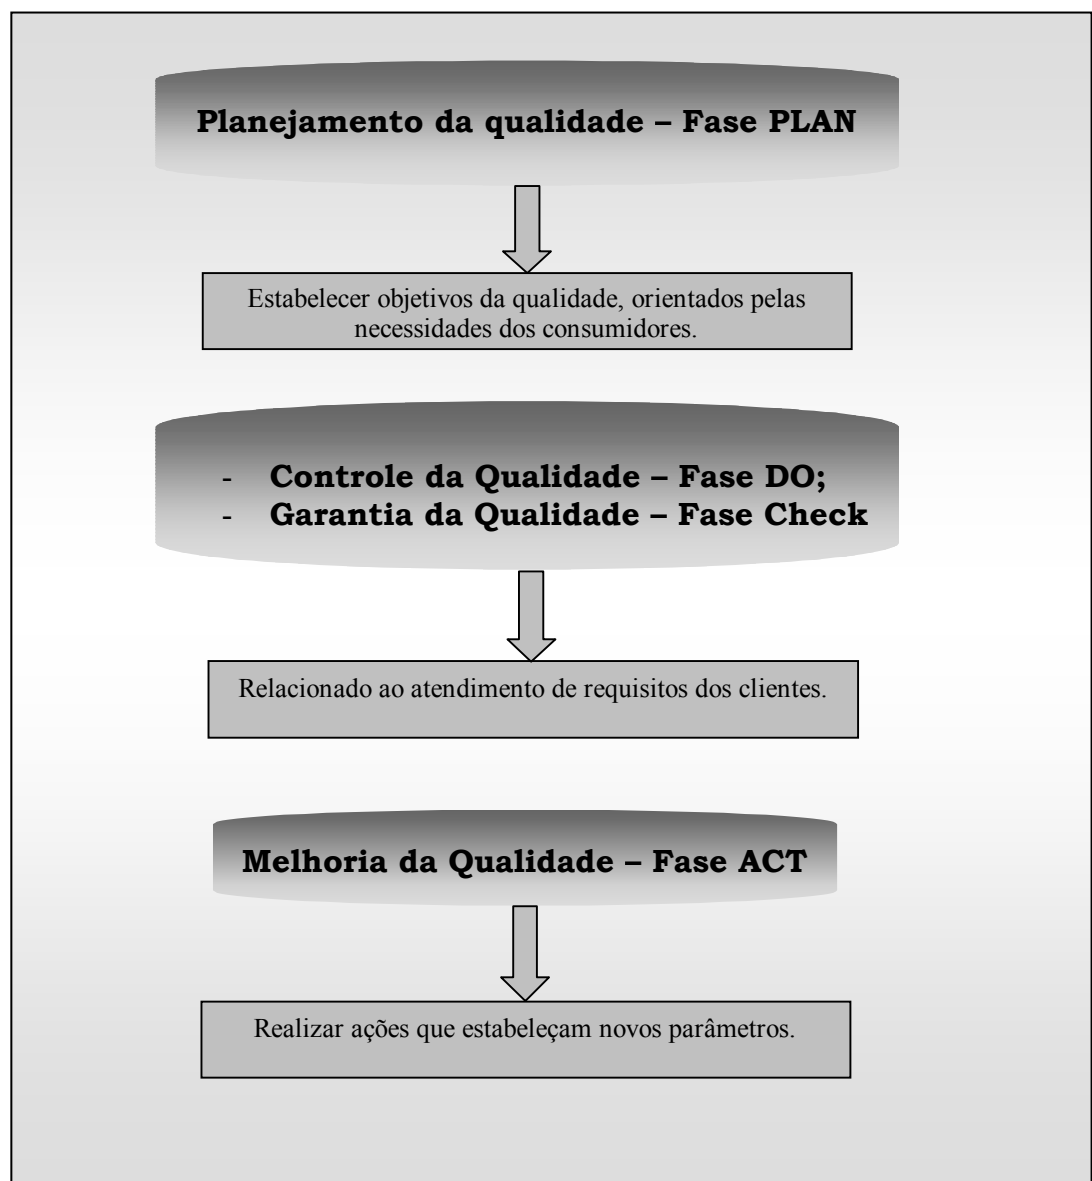 Planejamento da qualidade – Fase PLAN
Estabelecer objetivos da qualidade, orientados pelas
necessidades dos consumidores.
- Controle da Qualidade – Fase DO;
- Garantia da Qualidade – Fase Check
Relacionado ao atendimento de requisitos dos clientes.
Melhoria da Qualidade – Fase ACT
Realizar ações que estabeleçam novos parâmetros.